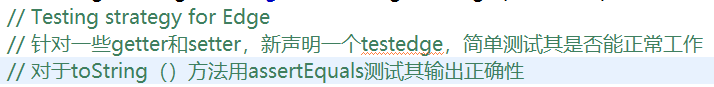 // Testing strategy for Edge
// 针对一些getter和setter，新声明一个testedge，简单测试其是否能正常工作
// 对于toString（）方法用assertEquals测试其输出正确性